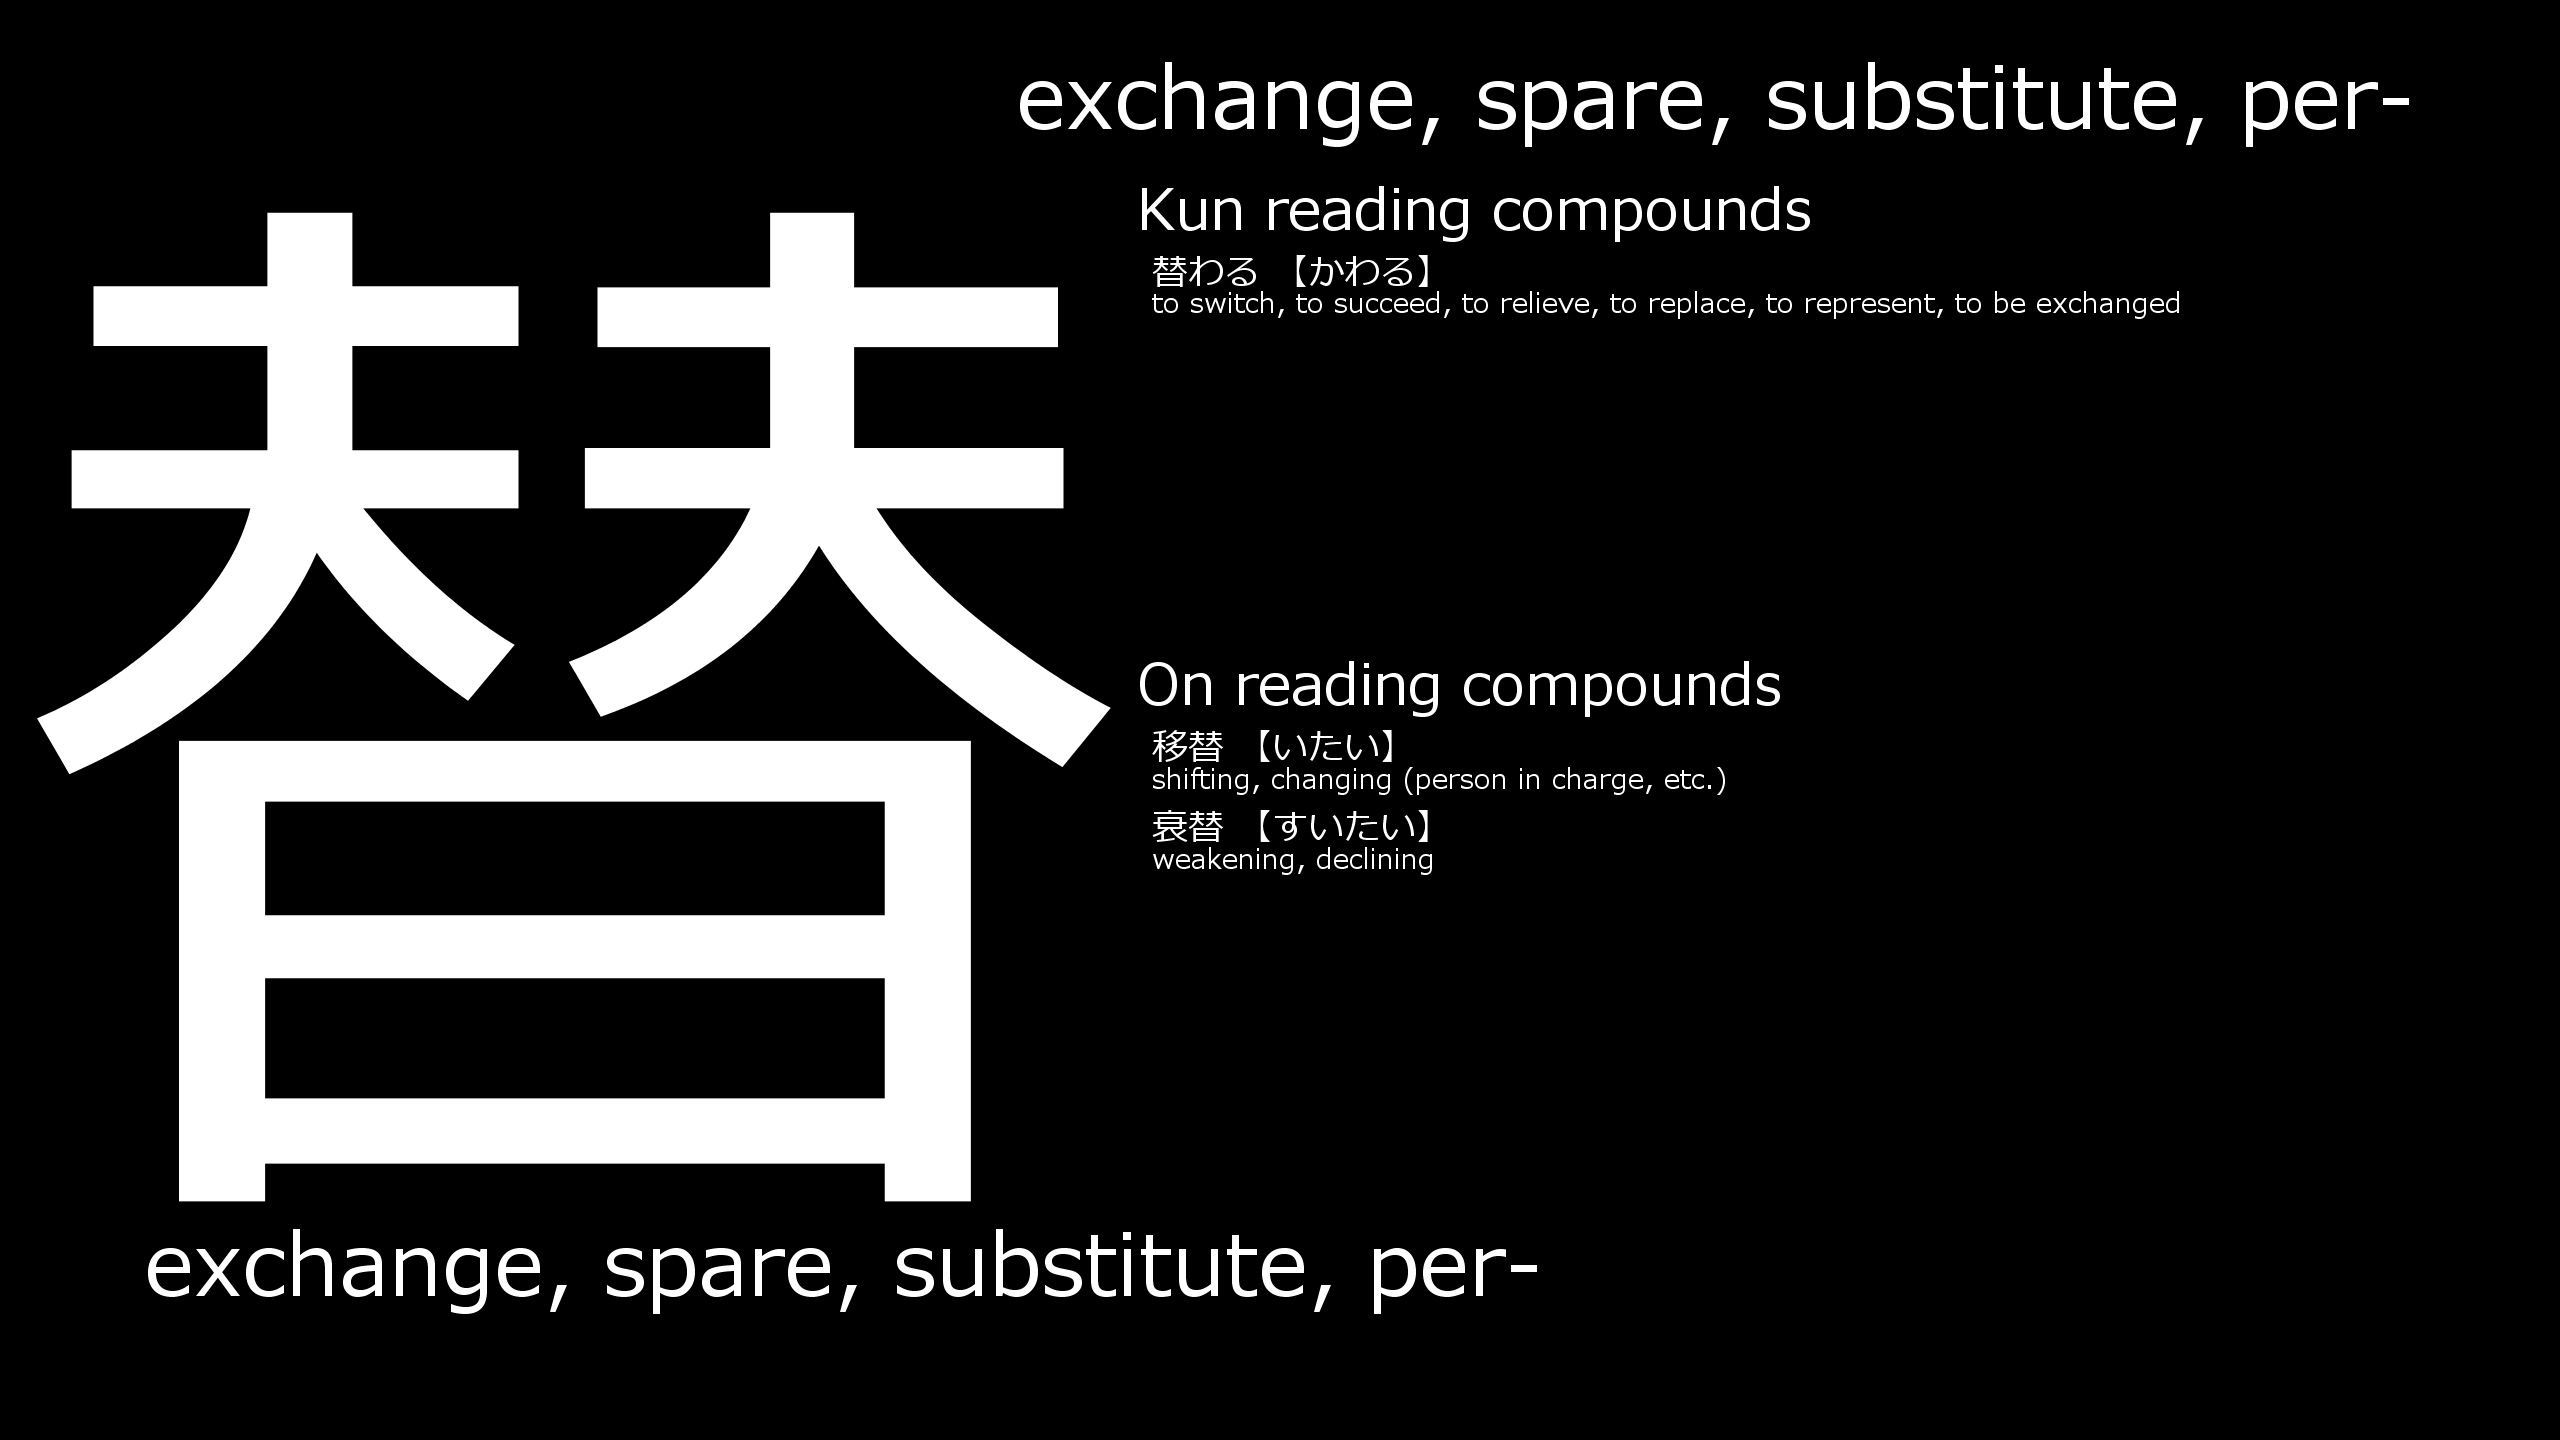 exchange, spare, substitute, per-
替
Kun reading compounds
替わる 【かわる】
to switch, to succeed, to relieve, to replace, to represent, to be exchanged
On reading compounds
移替 【いたい】
shifting, changing (person in charge, etc.)
衰替 【すいたい】
weakening, declining
exchange, spare, substitute, per-